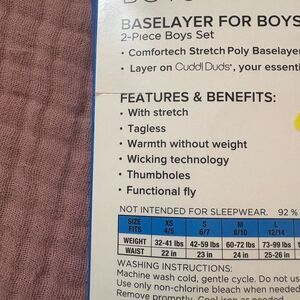 BASELAYER FOR BOYS
2-Piece Boys Set
• Comfortech Stretch Poly Baselayer
• Layer on Cuddl Duds®, your essenti
FEATURES & BENEFITS:
• With stretch
• Tagless
• Warmth without weight
• Wicking technology
• Thumbholes
• Functional fly
NOT INTENDED FOR SLEEPWEAR. 92 %
SIZE XS S M L
FITS 4/5 6/7 8/10 12/14
WEIGHT 32-41 lbs 42-59 lbs 60-72 lbs 73-99 lbs
WAIST 22 in 23 in 24 in 25 in
WASHING INSTRUCTIONS:
Machine wash cold, gentle cycle. Do not us
Use only non-chlorine bleach when needed
Remove promptly. Cool iron as needed